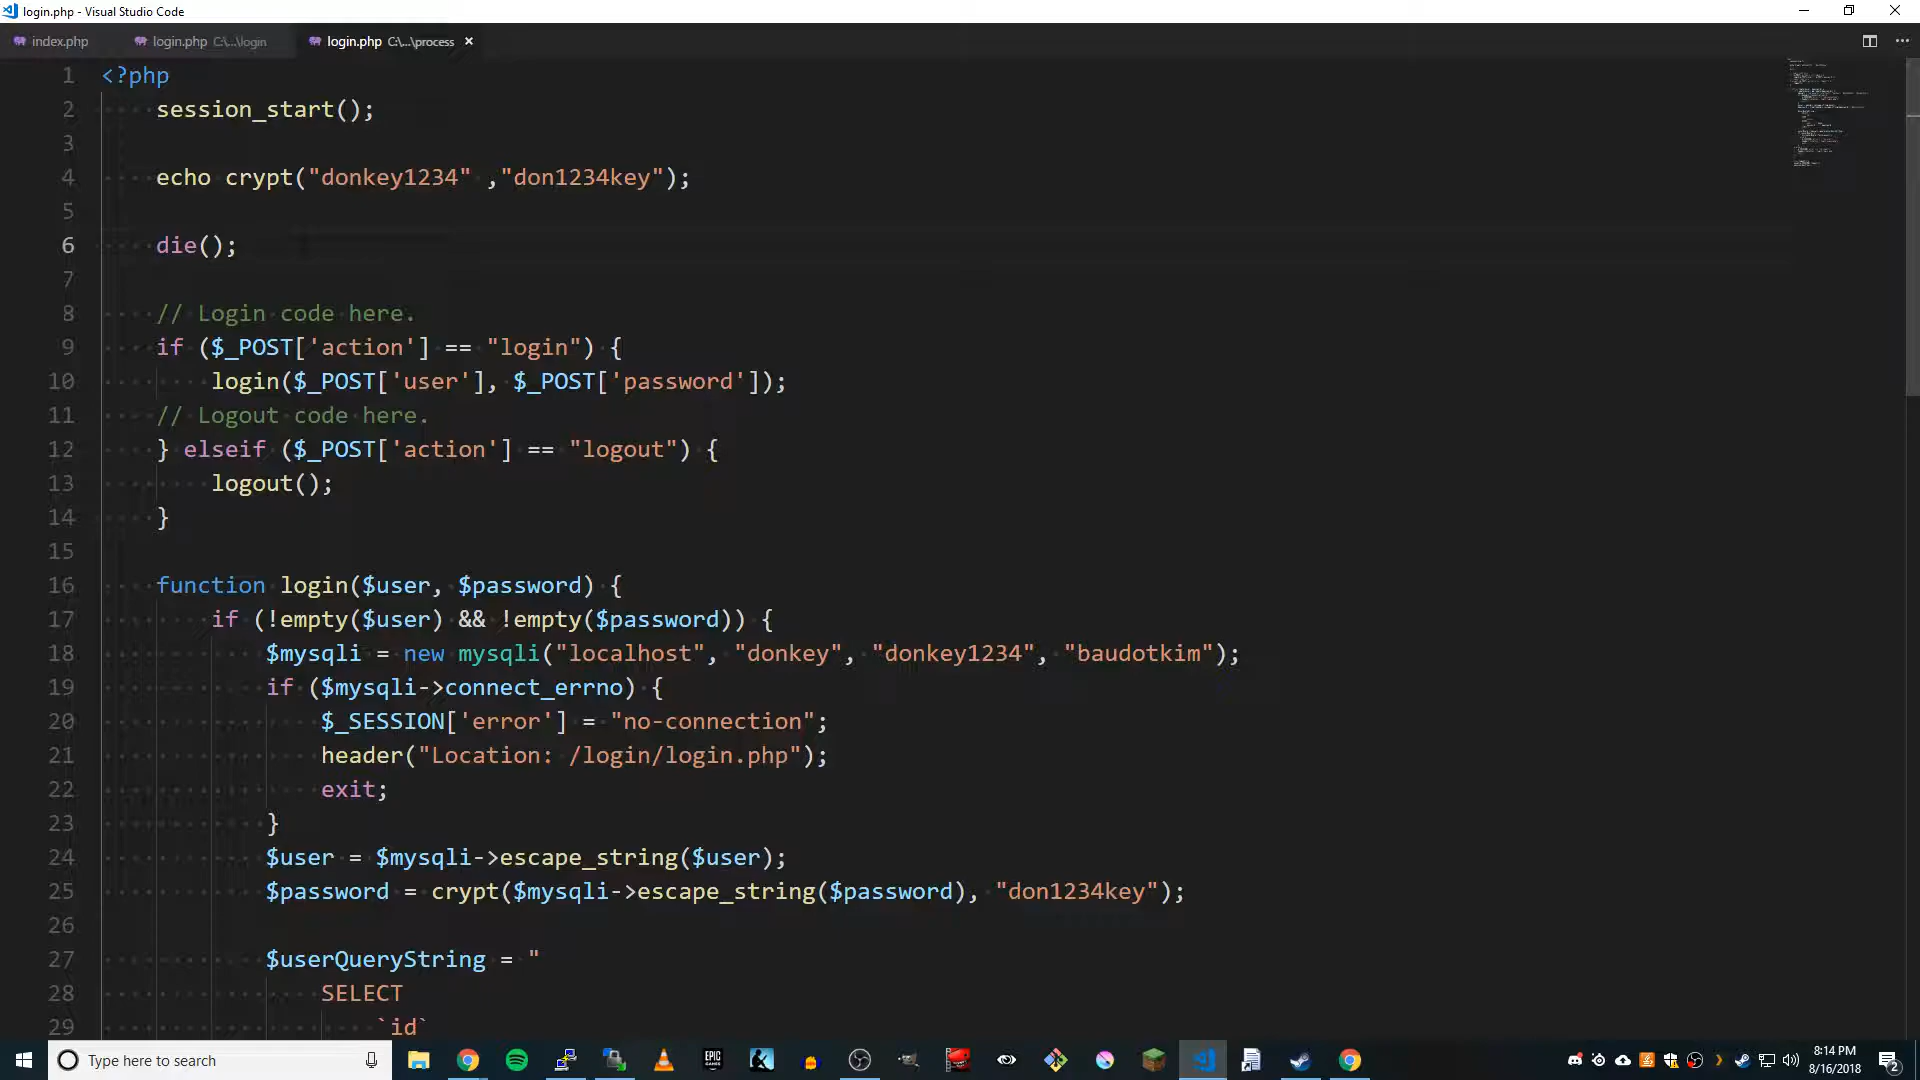 login.php - Visual Studio Code
index.php login.php C:\...\login login.php C:\...\process
1 <?php
2 session_start();
3
4 echo crypt("donkey1234" ,"don1234key");
5
6 die();
7
8 // Login code here.
9 if ($_POST['action'] == "login") {
10 login($_POST['user'], $_POST['password']);
11 // Logout code here.
12 } elseif ($_POST['action'] == "logout") {
13 logout();
14 }
15
16 function login($user, $password) {
17 if (!empty($user) && !empty($password)) {
18 $mysqli = new mysqli("localhost", "donkey", "donkey1234", "baudotkim");
19 if ($mysqli->connect_errno) {
20 $_SESSION['error'] = "no-connection";
21 header("Location: /login/login.php");
22 exit;
23 }
24 $user = $mysqli->escape_string($user);
25 $password = crypt($mysqli->escape_string($password), "don1234key");
26
27 $userQueryString = "
28 SELECT
29 `id`
Type here to search
EPIC GAMES
8:14 PM
8/16/2018
2